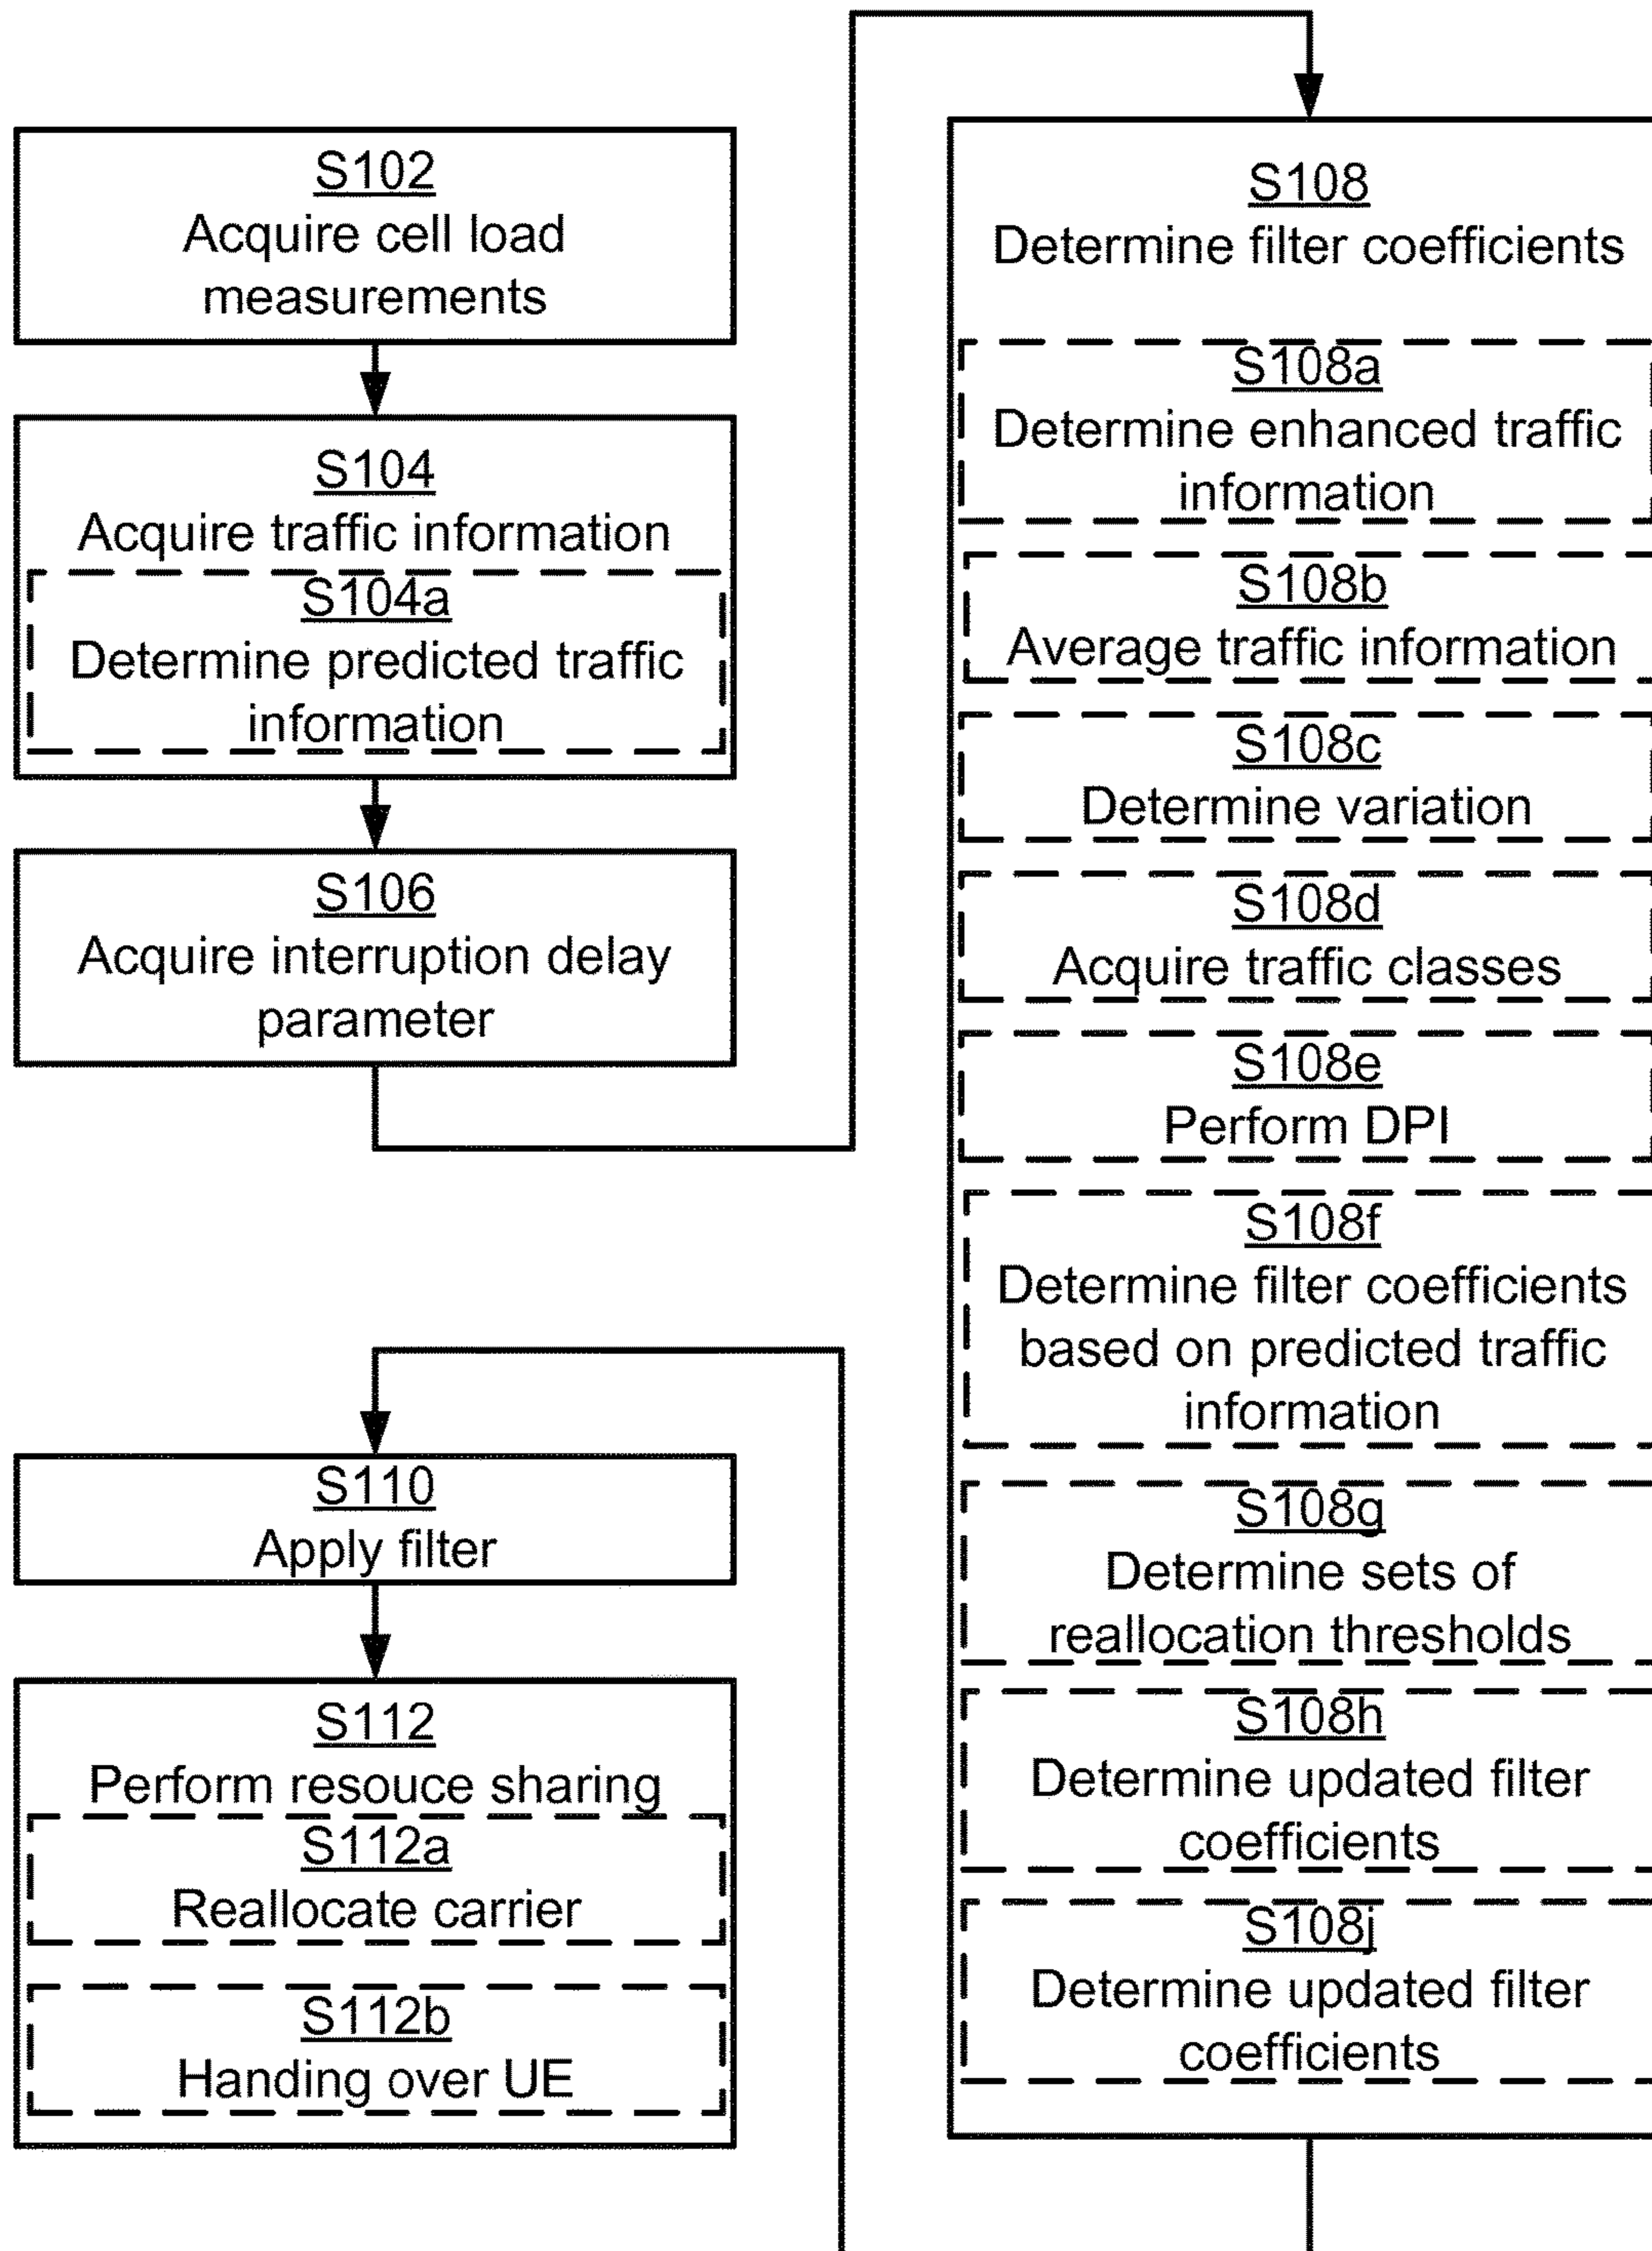 S102
Acquire cell load
measurements
S104
Acquire traffic information
S104a
Determine predicted traffic
information
S106
Acquire interruption delay
parameter
S108
Determine filter coefficients
S108a
Determine enhanced traffic
information
S108b
Average traffic information
S108c
Determine variation
S108d
Acquire traffic classes
S108e
Perform DPI
S108f
Determine filter coefficients
based on predicted traffic
information
S108g
Determine sets of
reallocation thresholds
S108h
Determine updated filter
coefficients
S108j
Determine updated filter
coefficients
S110
Apply filter
S112
Perform resouce sharing
S112a
Reallocate carrier
S112b
Handing over UE